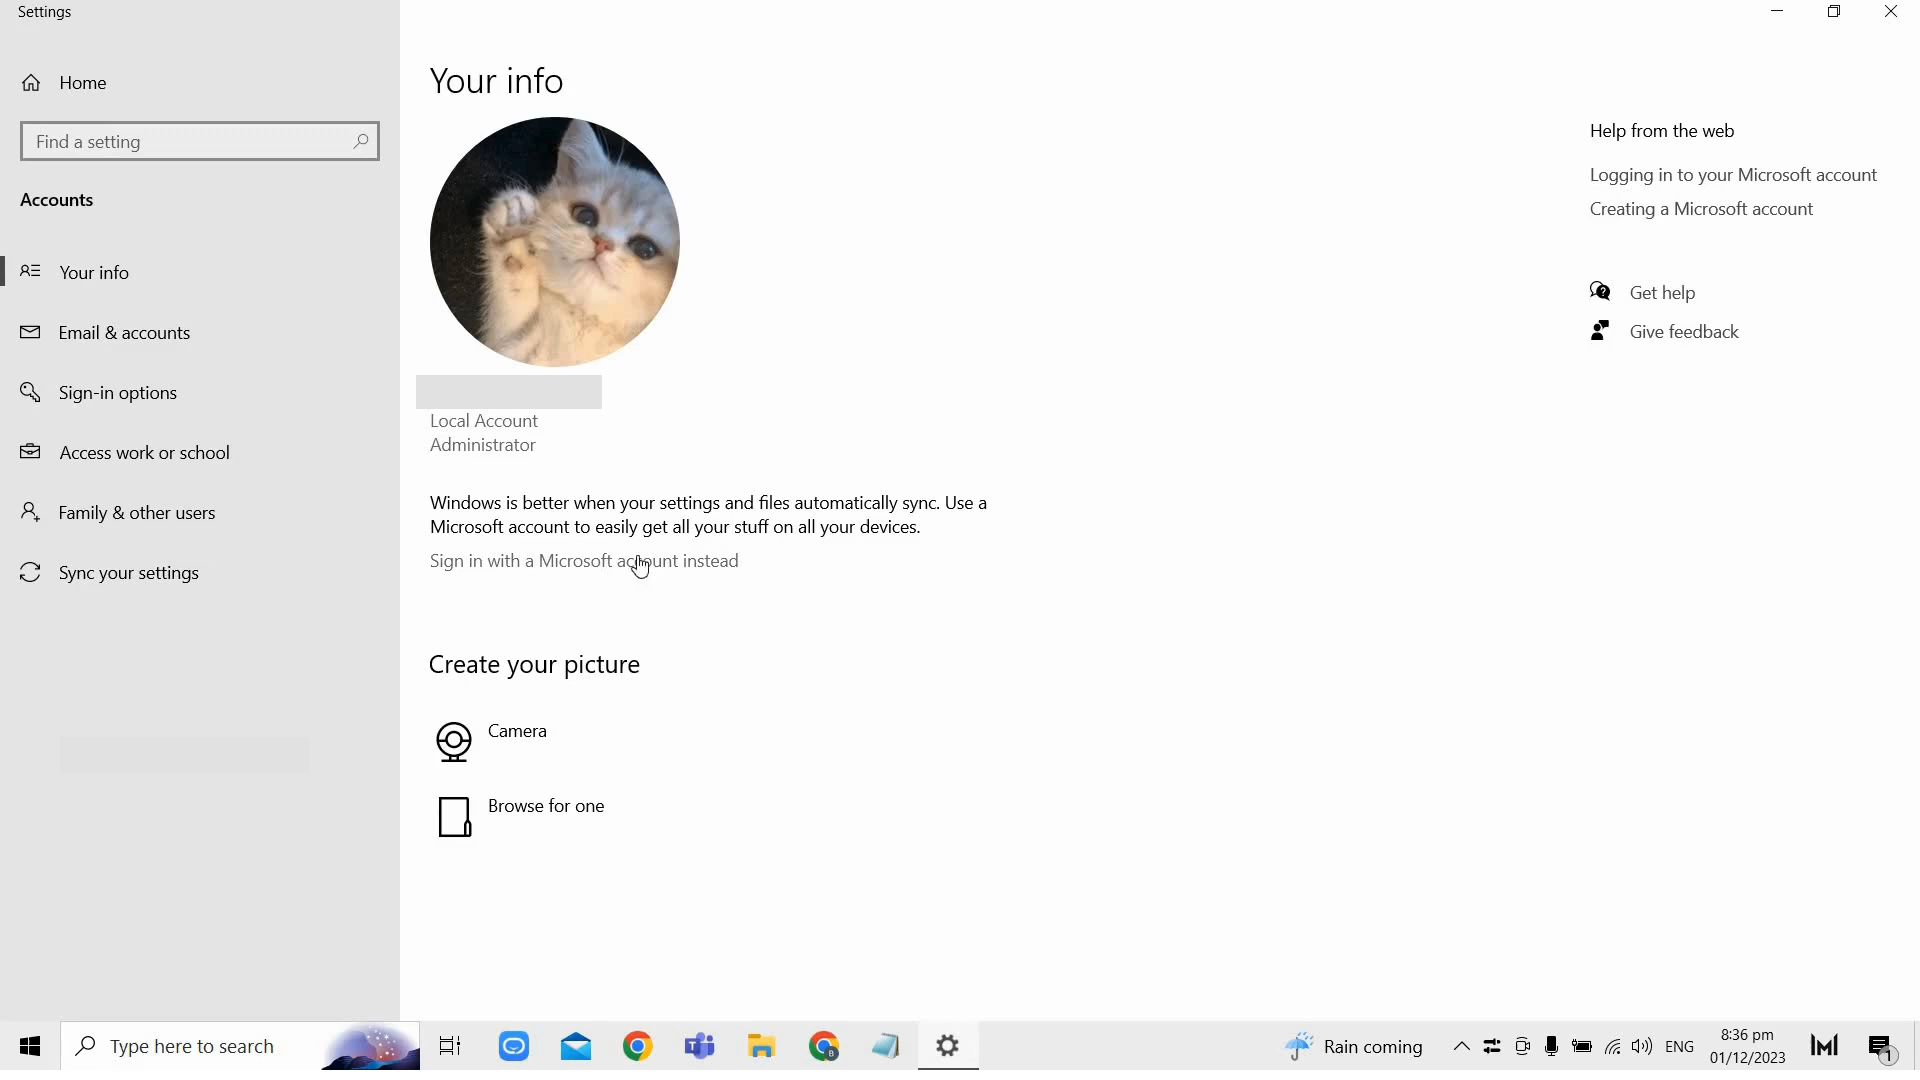 Settings
Home
Find a setting
Accounts
Your info
Email & accounts
Sign-in options
Access work or school
Family & other users
Sync your settings
Your info
Local Account
Administrator
Windows is better when your settings and files automatically sync. Use a
Microsoft account to easily get all your stuff on all your devices.
Sign in with a Microsoft account instead
Create your picture
Camera
Browse for one
Help from the web
Logging in to your Microsoft account
Creating a Microsoft account
Get help
Give feedback
Type here to search
Rain coming
ENG
8:36 pm
01/12/2023
1